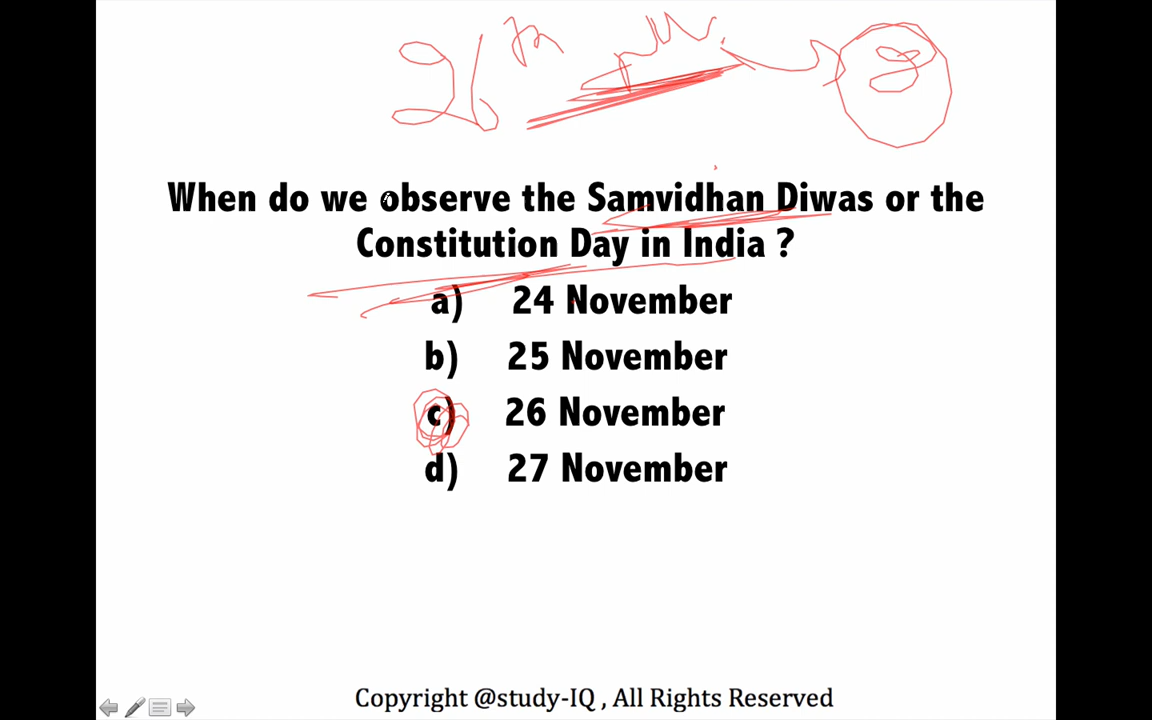 26th
When do we observe the Samvidhan Diwas or the
Constitution Day in India ?
a) 24 November
b) 25 November
c) 26 November
d) 27 November
Copyright @study-IQ , All Rights Reserved